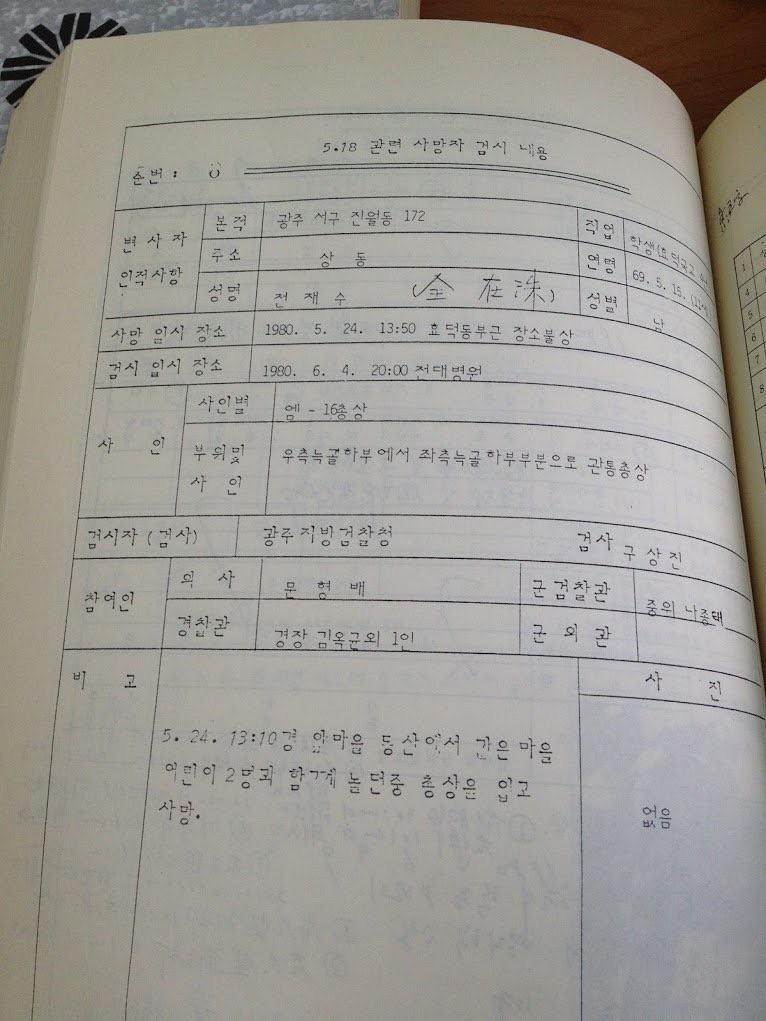 5.18 관련 사망자 검시 내용
순번 :
변사자 인적사항
본적 광주 서구 진월동 172
직업 학생(효덕국교
주소 상 동
연령 69. 5. 15.
성명 전 재 수 (全 在 洙)
성별 남
사망 일시 장소 1980. 5. 24. 13:50 효덕동부근 장소불상
검시 일시 장소 1980. 6. 4. 20:00 전대병원
사 인
사인별 엠 - 16총상
부위및 사 인 우측늑골하부에서 좌측늑골하부부분으로 관통총상
검시자 (검사) 광주지방검찰청 검사 구상진
참여인
의 사 문 형 배 군검찰관 중위 나종태
경찰관 경장 김옥균외 1인 군 의 관
비 고
사 진
5. 24. 13:10경 앞마을 동산에서 같은 마을
어린이 2명과 함께 놀던중 총상을 입고
사망.
없음